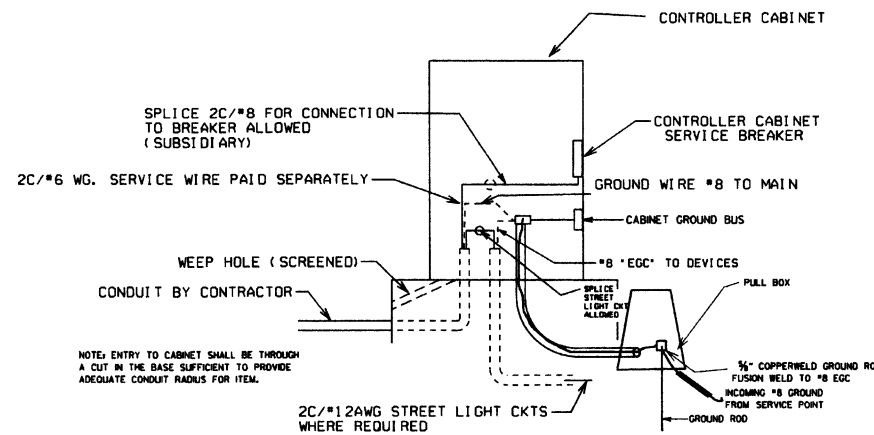 CONTROLLER CABINET
SPLICE 2C/#8 FOR CONNECTION
TO BREAKER ALLOWED
(SUBSIDIARY)
CONTROLLER CABINET
SERVICE BREAKER
2C/#6 WG. SERVICE WIRE PAID SEPARATELY
GROUND WIRE #8 TO MAIN
CABINET GROUND BUS
WEEP HOLE (SCREENED)
#8 "EGC" TO DEVICES
CONDUIT BY CONTRACTOR
SPLICE
STREET
LIGHT CKT
ALLOWED
PULL BOX
NOTE: ENTRY TO CABINET SHALL BE THROUGH
A CUT IN THE BASE SUFFICIENT TO PROVIDE
ADEQUATE CONDUIT RADIUS FOR ITEM.
⅝" COPPERWELD GROUND RO
FUSION WELD TO #8 EGC
INCOMING #8 GROUND
FROM SERVICE POINT
2C/#12AWG STREET LIGHT CKTS
WHERE REQUIRED
GROUND ROD